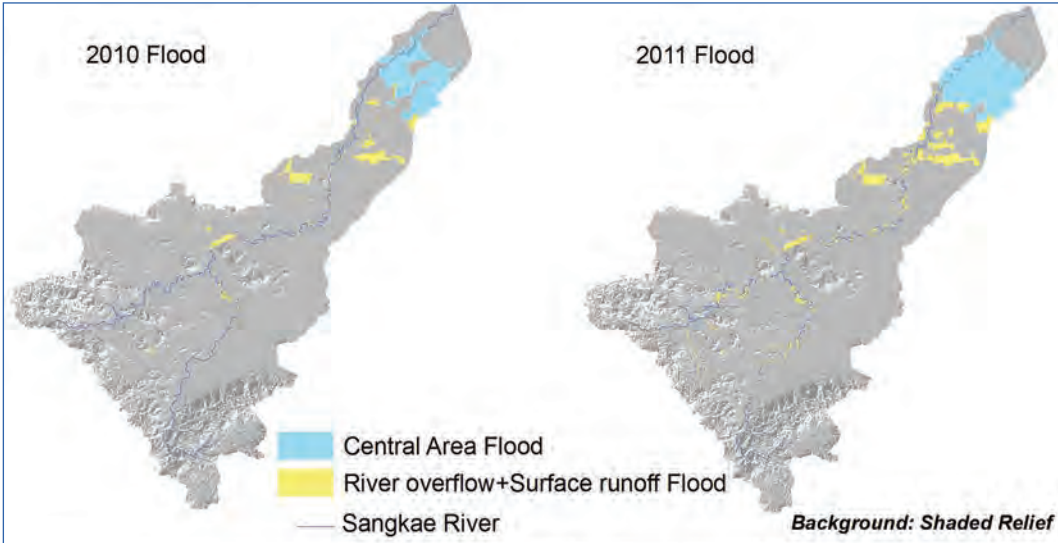 2010 Flood
2011 Flood
Central Area Flood
River overflow+Surface runoff Flood
Sangkae River
Background: Shaded Relief